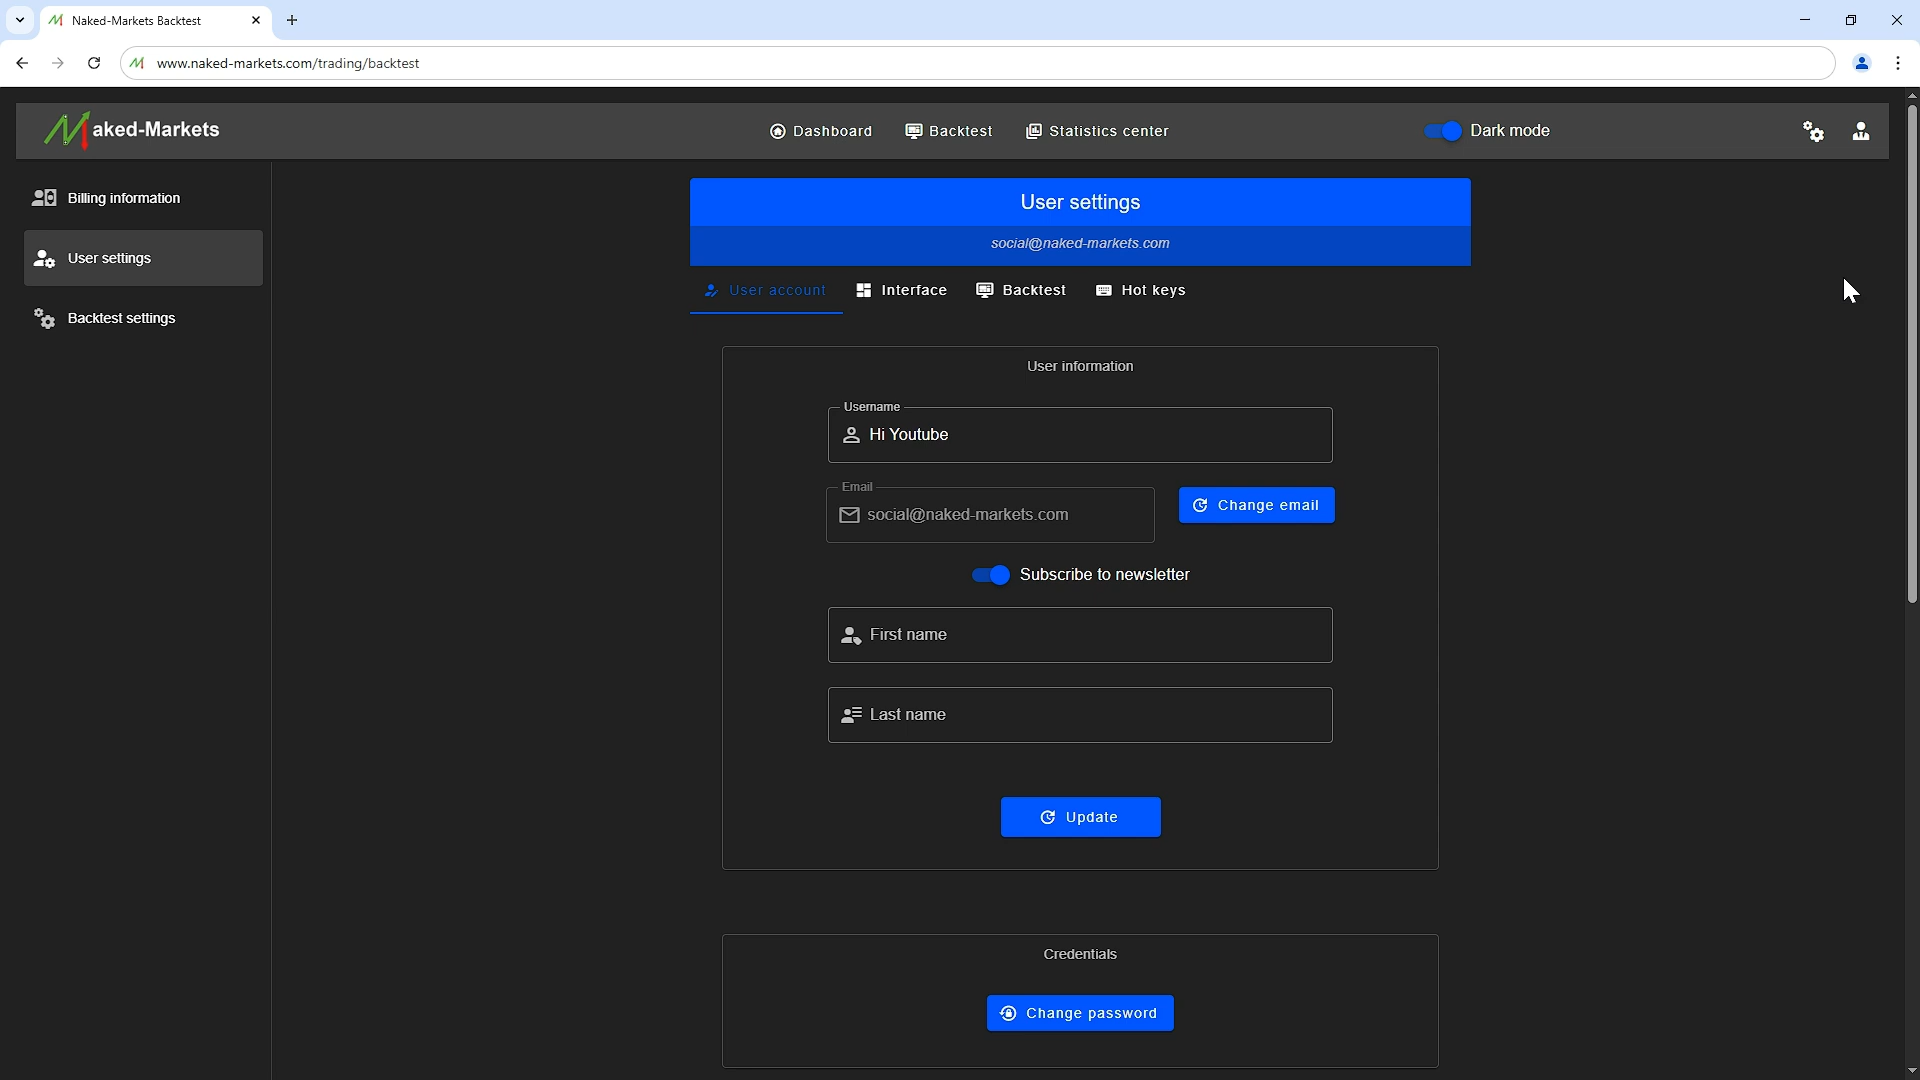 Naked-Markets Backtest
www.naked-markets.com/trading/backtest
aked-Markets
Dashboard
Backtest
Statistics center
Dark mode
Billing information
User settings
Backtest settings
User settings
social@naked-markets.com
User account
Interface
Backtest
Hot keys
User information
Username
Hi Youtube
Email
social@naked-markets.com
Change email
Subscribe to newsletter
First name
Last name
Update
Credentials
Change password